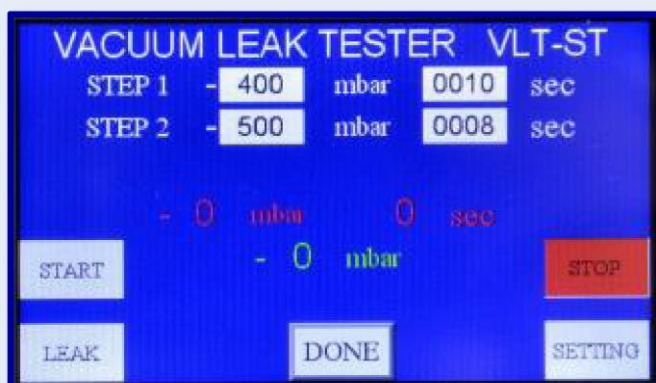 VACUUM LEAK TESTER VLT-ST
STEP 1 - 400 mbar 0010 sec
STEP 2 - 500 mbar 0008 sec
- 0 mbar 0 sec
- 0 mbar
START STOP
LEAK DONE SETTING